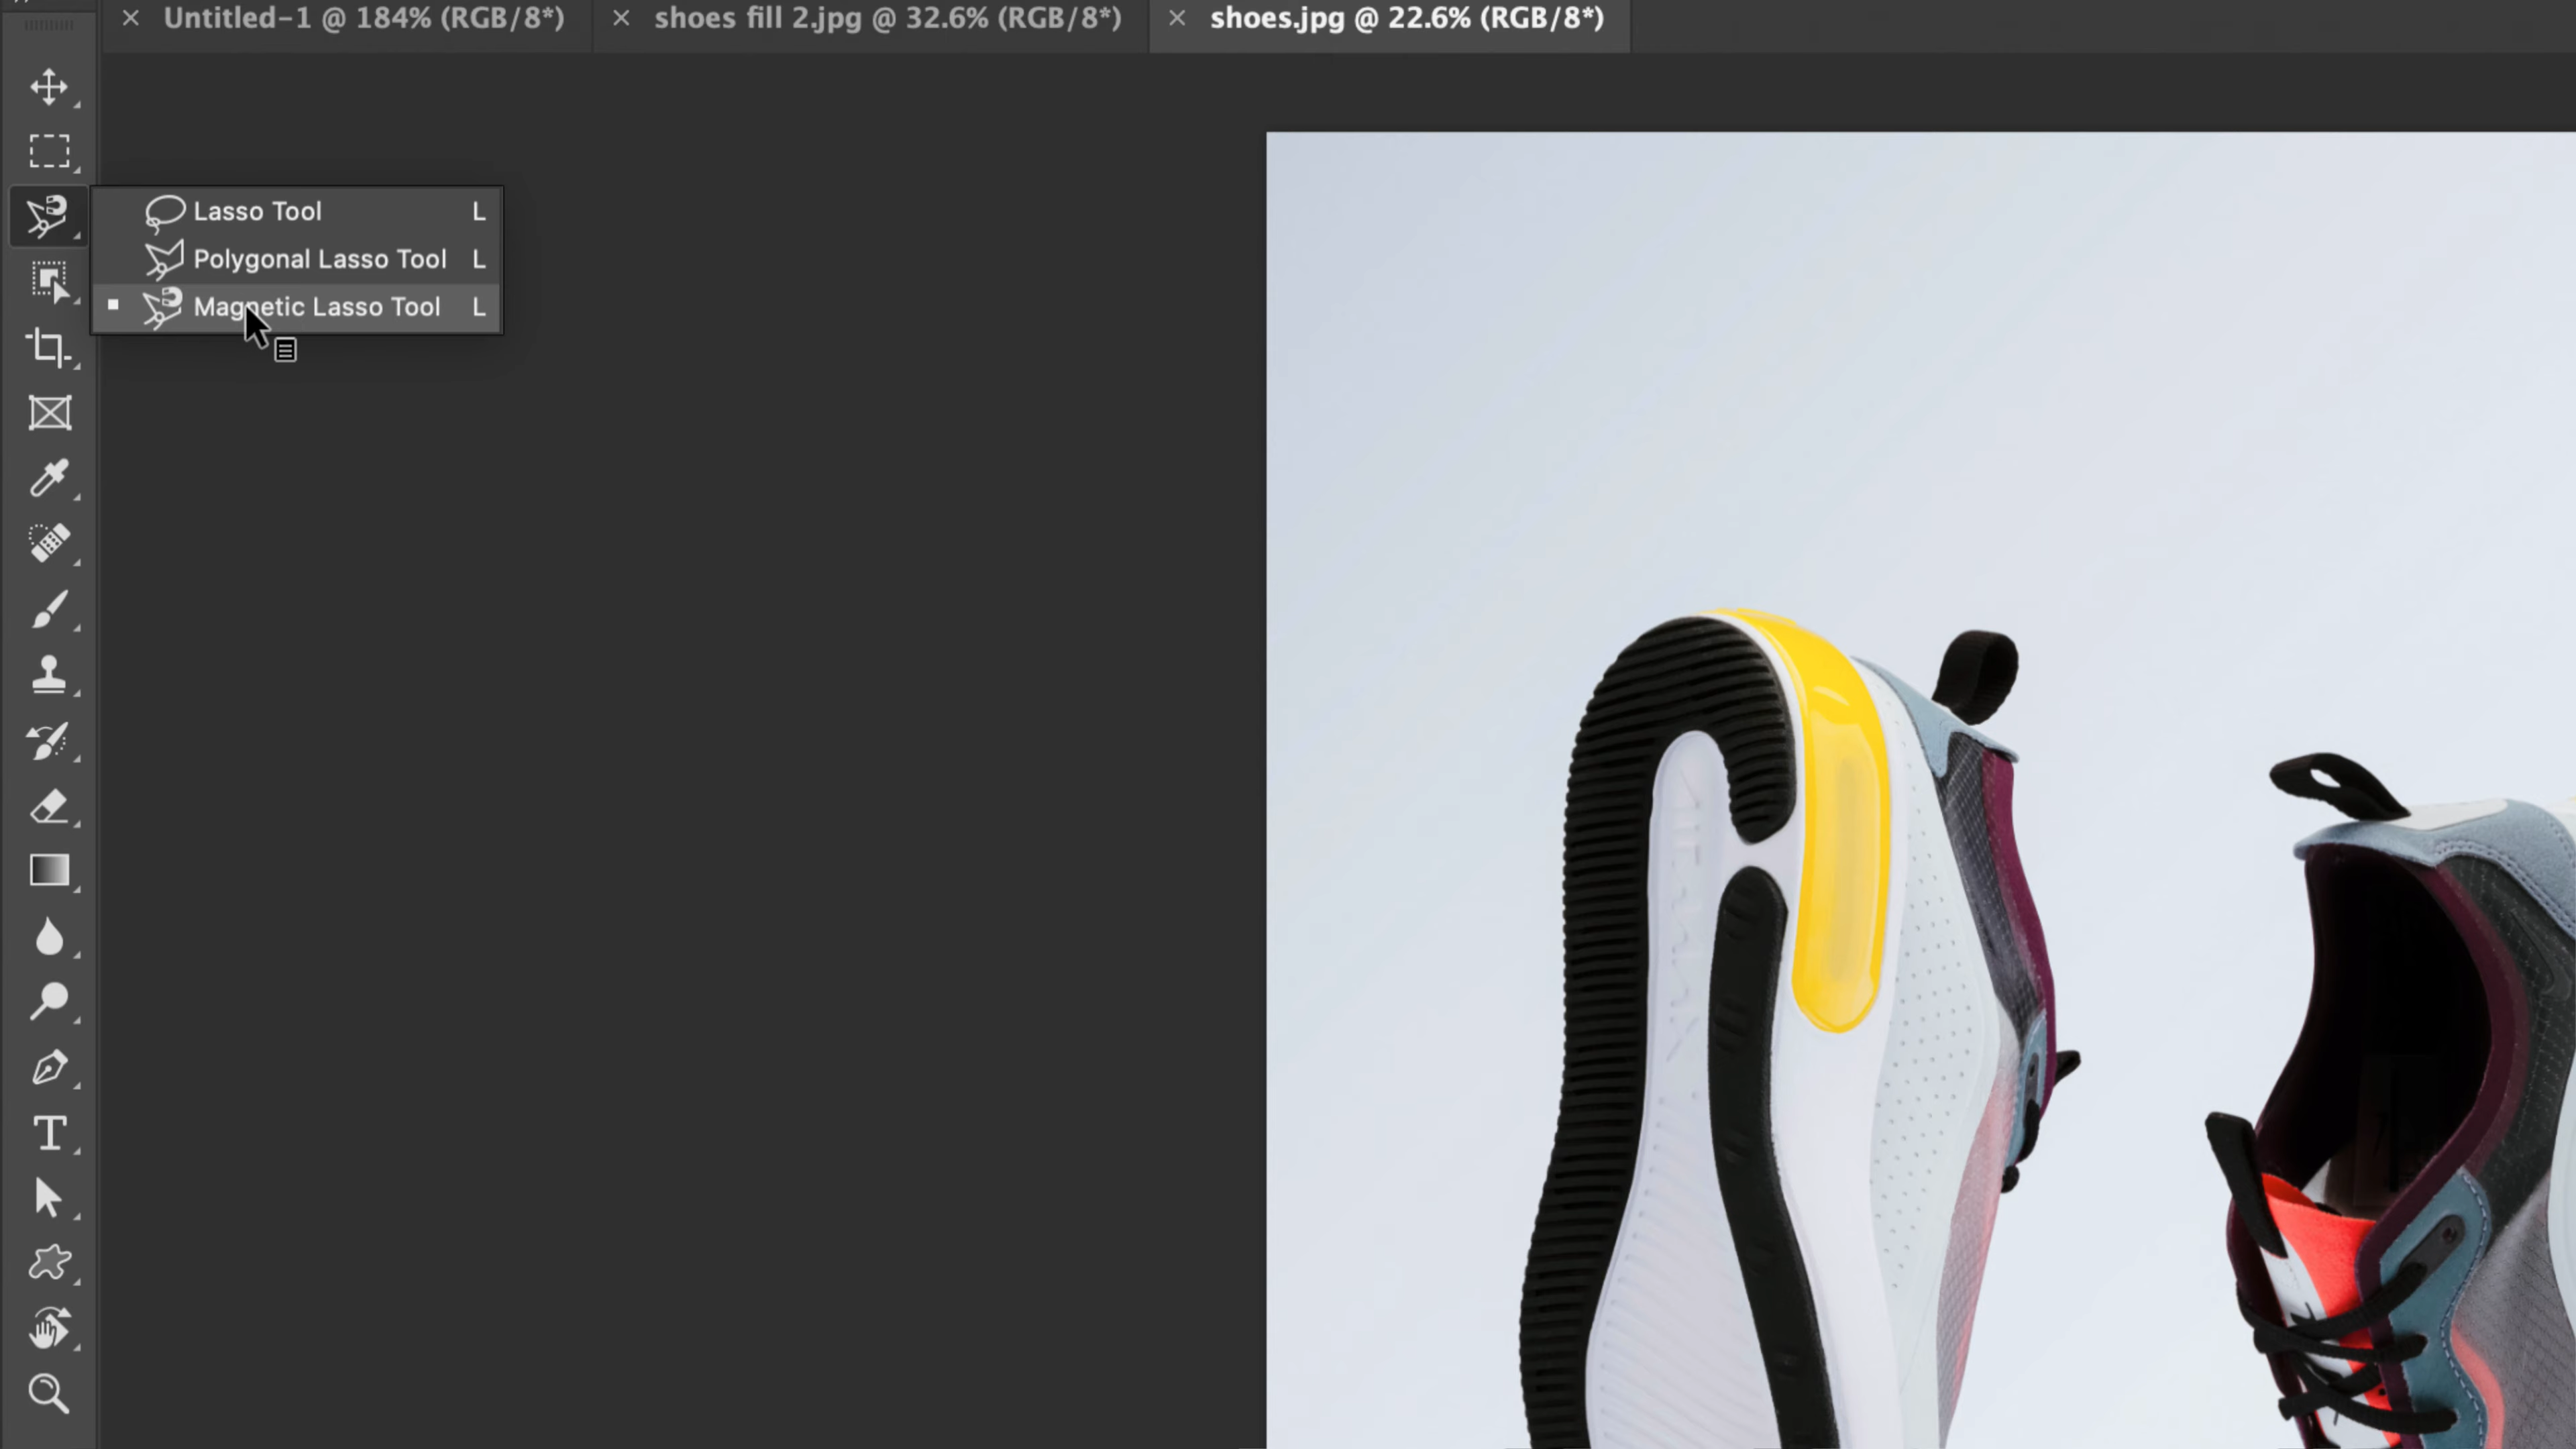 Untitled-1 @ 184% (RGB/8*)
shoes fill 2.jpg @ 32.6% (RGB/8*)
shoes.jpg @ 22.6% (RGB/8*)
Lasso Tool L
Polygonal Lasso Tool L
Magnetic Lasso Tool L